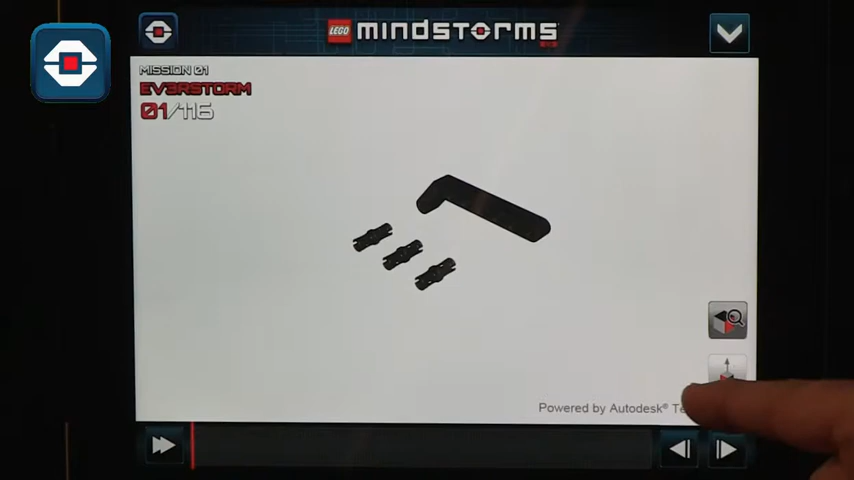 LEGO mindstorms
MISSION 01
EV3RSTORM
01/116
Powered by Autodesk®